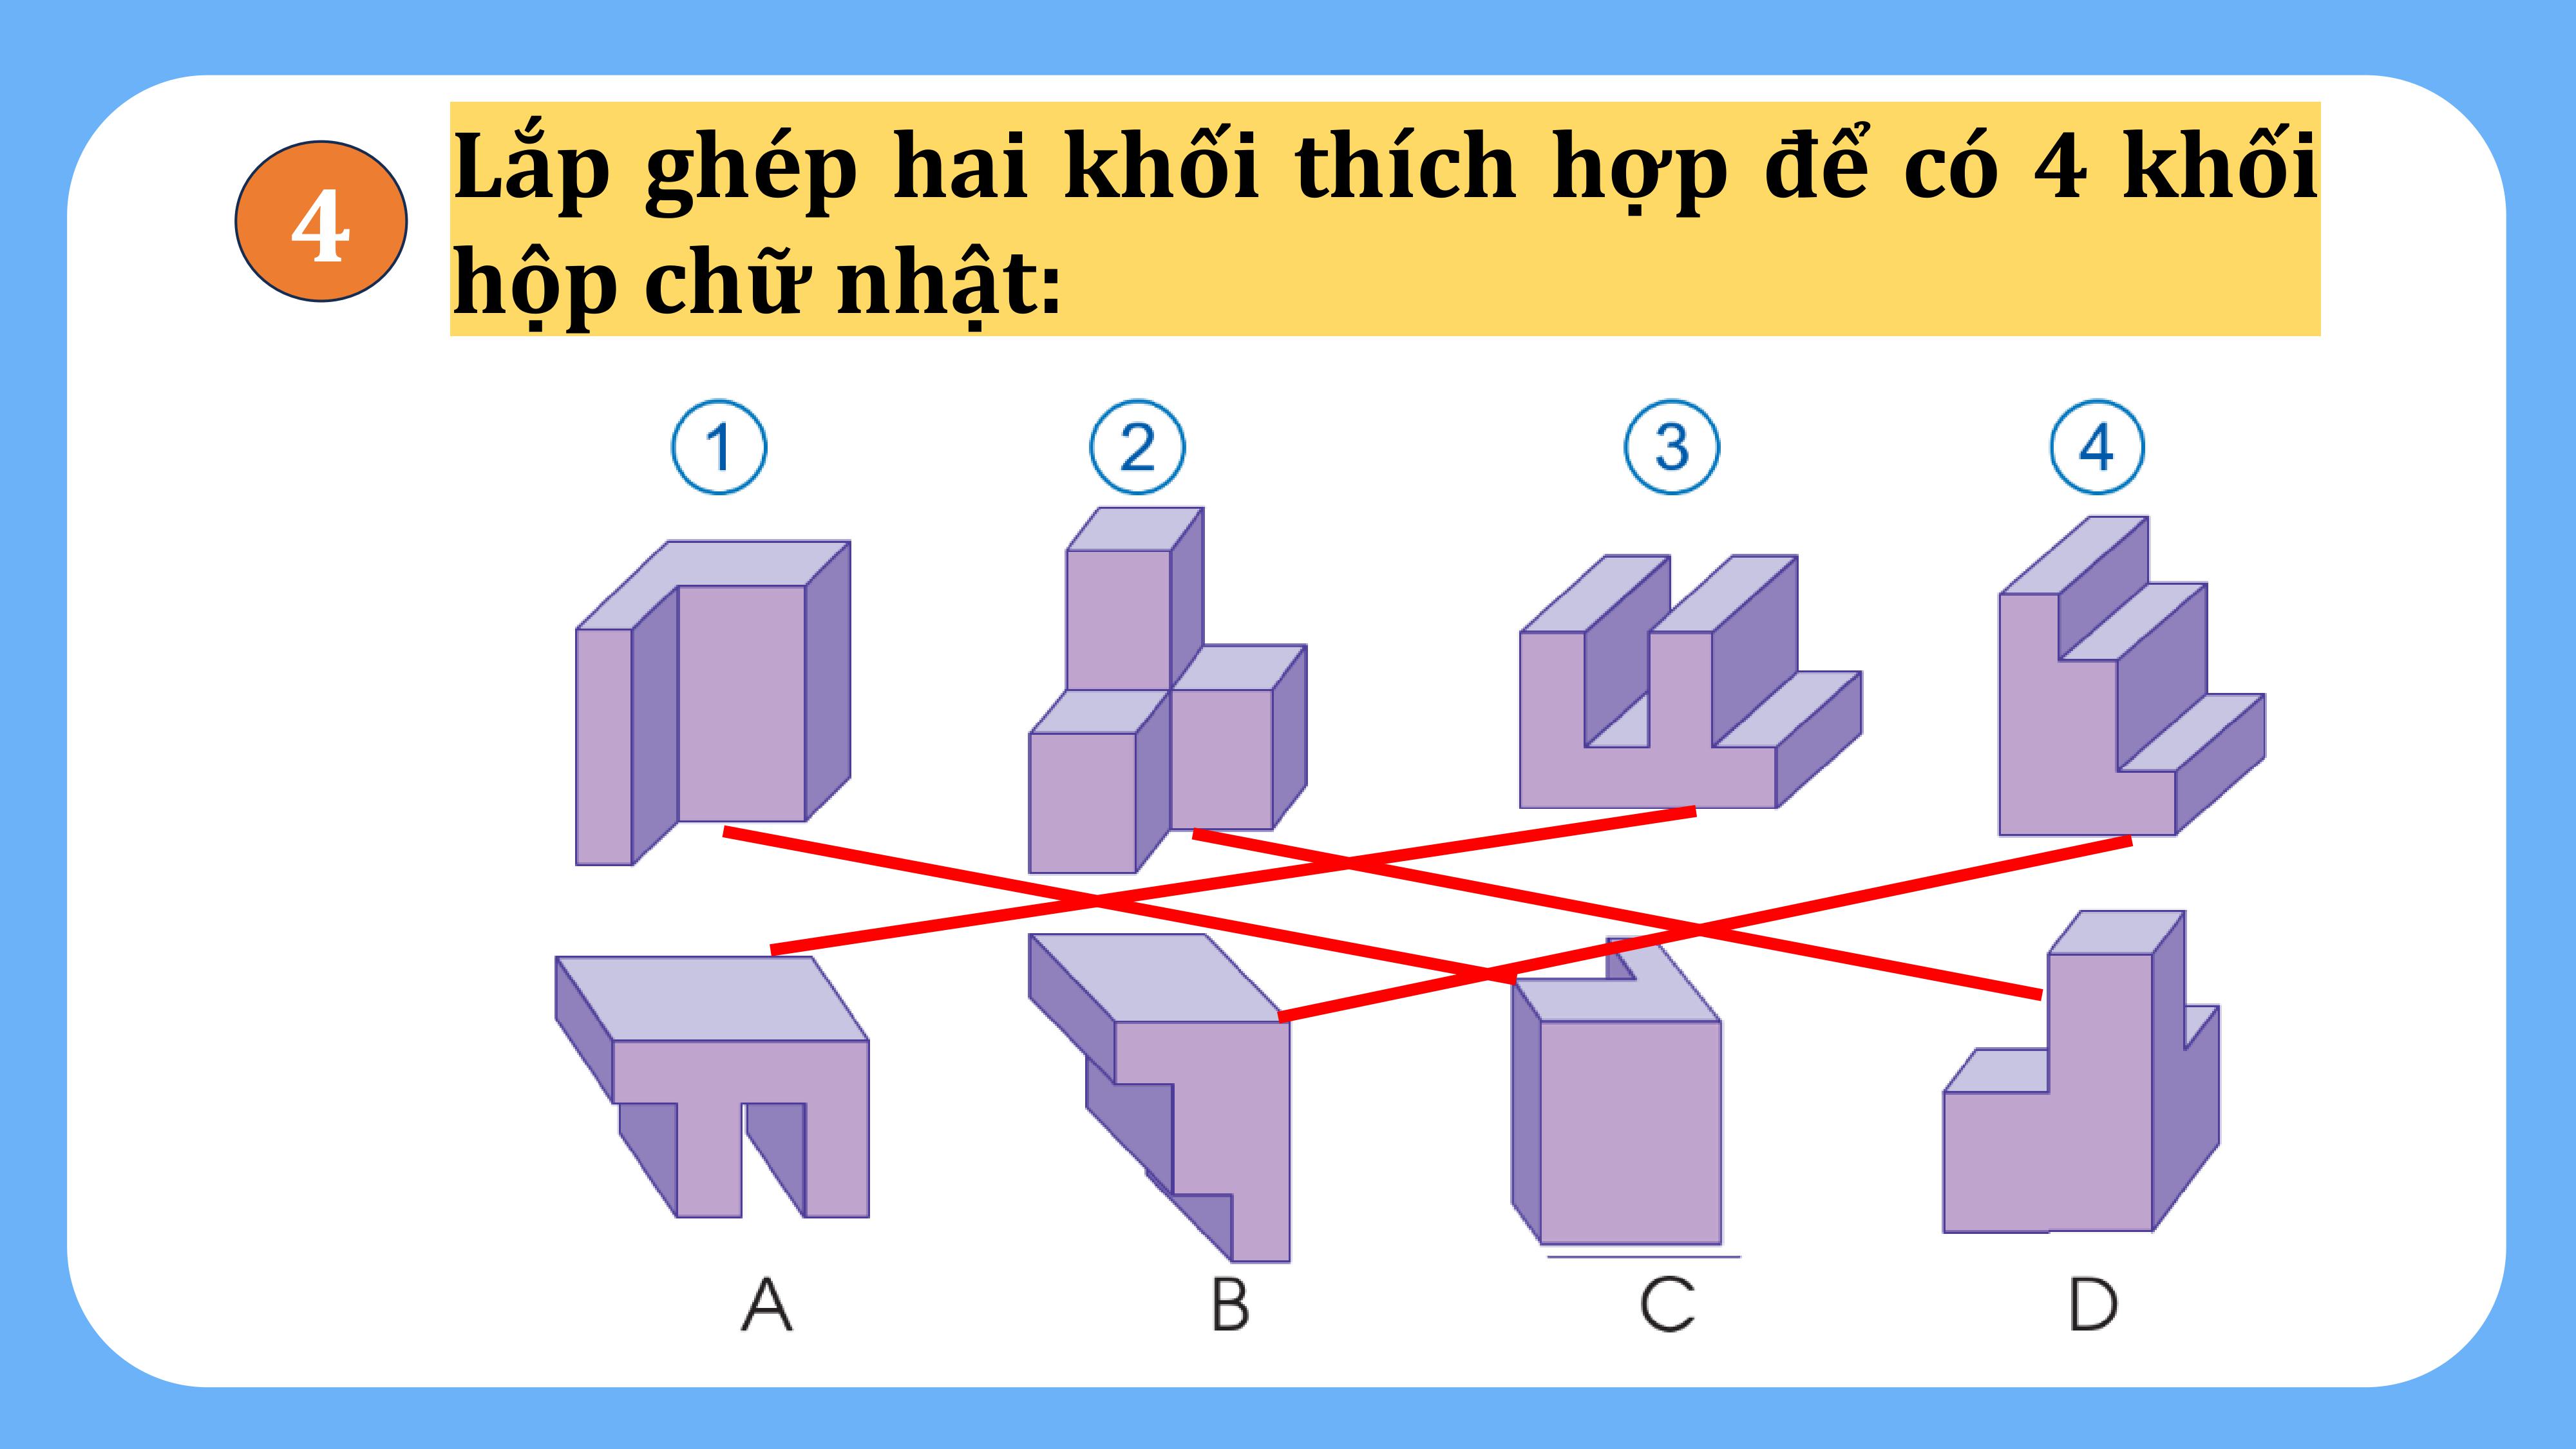 4
Lắp ghép hai khối thích hợp để có 4 khối
hộp chữ nhật:
1 2 3 4
A B C D